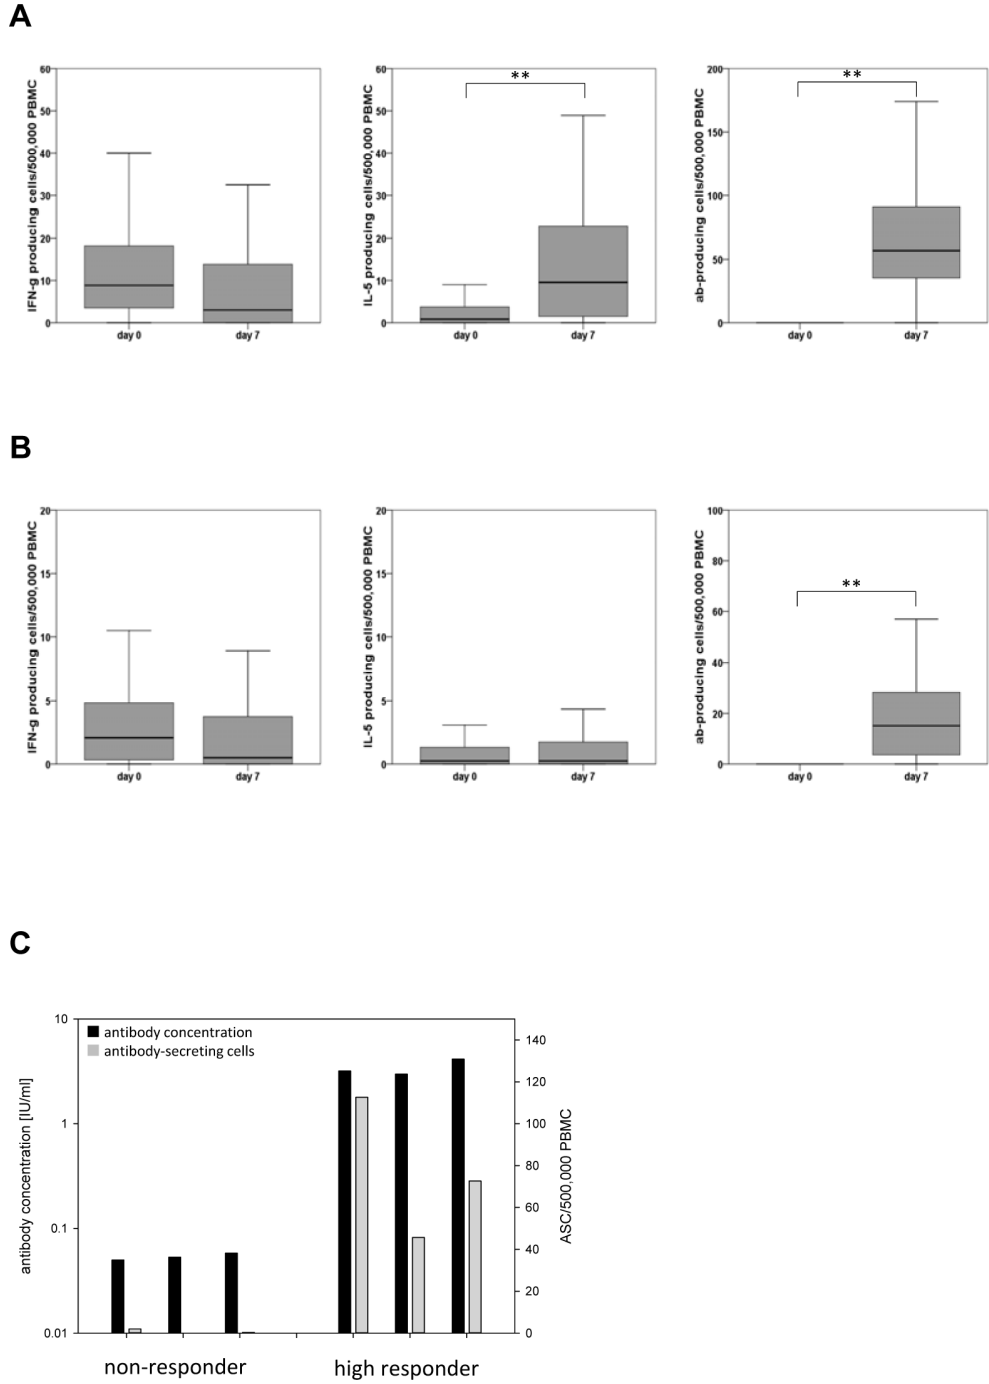 A
IFN-g producing cells/500,000 PBMC
60
50
40
30
20
10
0
day 0
day 7
IL-5 producing cells/500,000 PBMC
60
50
40
30
20
10
0
**
day 0
day 7
ab-producing cells/500,000 PBMC
200
150
100
50
0
**
day 0
day 7
B
IFN-g producing cells/500,000 PBMC
20
15
10
5
0
day 0
day 7
IL-5 producing cells/500,000 PBMC
20
15
10
5
0
day 0
day 7
ab-producing cells/500,000 PBMC
100
80
60
40
20
0
**
day 0
day 7
C
antibody concentration [IU/ml]
10
1
0.1
0.01
antibody concentration
antibody-secreting cells
140
120
100
80
60
40
20
0
ASC/500,000 PBMC
non-responder
high responder